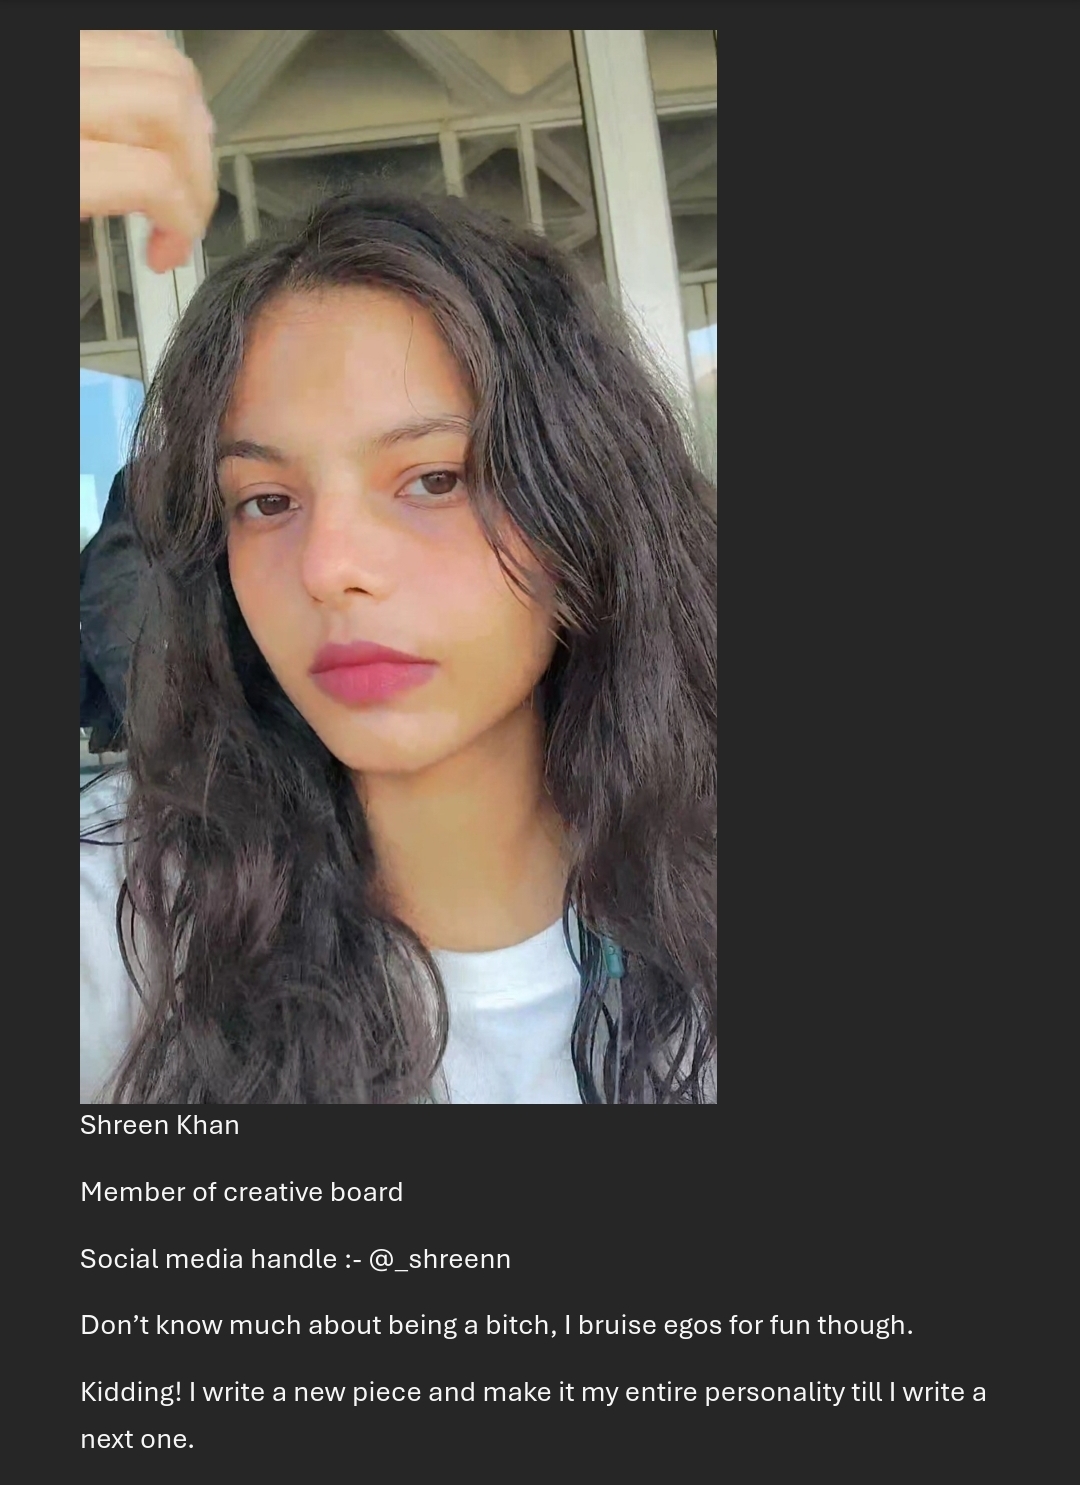 Shreen Khan
Member of creative board
Social media handle :- @_shreenn
Don’t know much about being a bitch, I bruise egos for fun though.
Kidding! I write a new piece and make it my entire personality till I write a
next one.